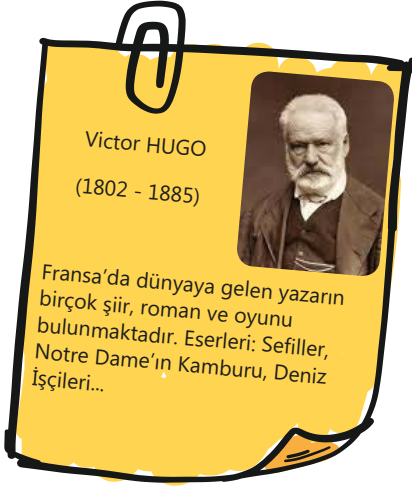 Victor HUGO
(1802 - 1885)
Fransa’da dünyaya gelen yazarın
birçok şiir, roman ve oyunu
bulunmaktadır. Eserleri: Sefiller,
Notre Dame’ın Kamburu, Deniz
İşçileri...